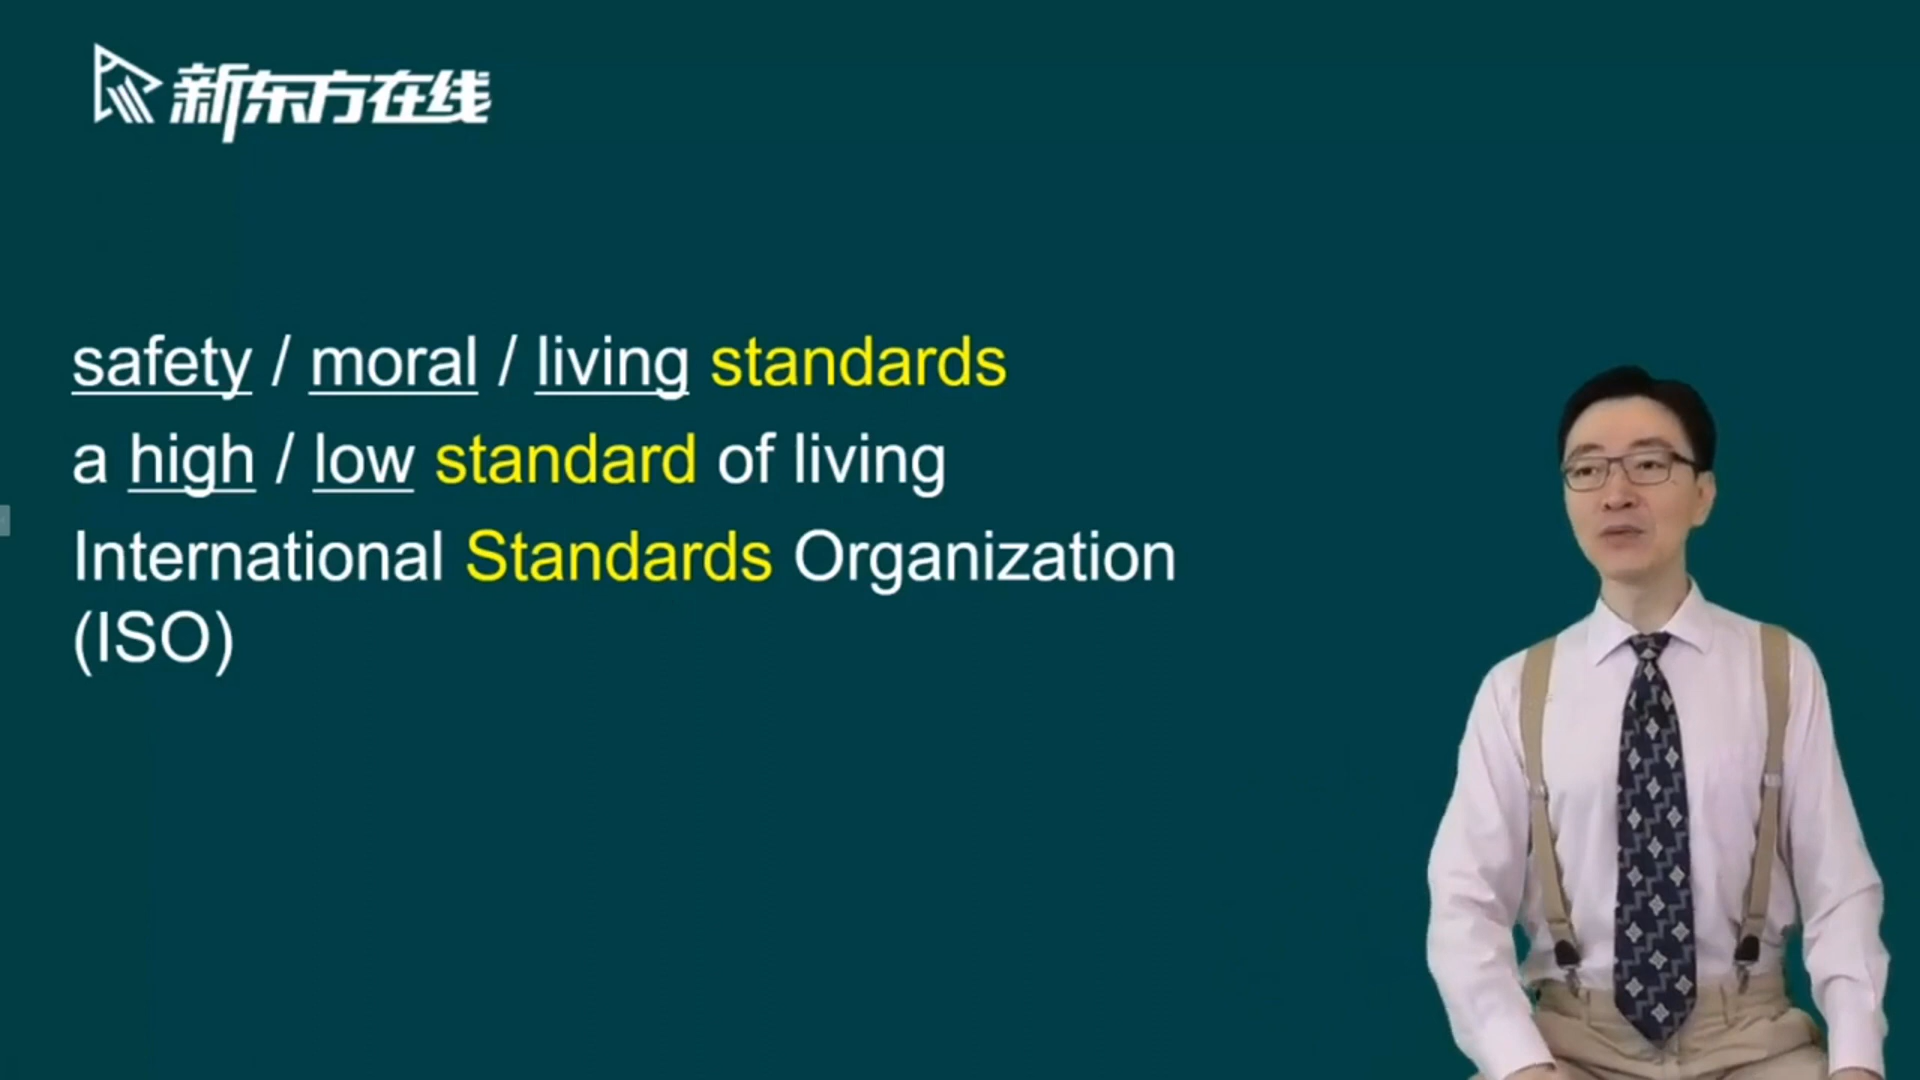 新东方在线
safety / moral / living standards
a high / low standard of living
International Standards Organization
(ISO)